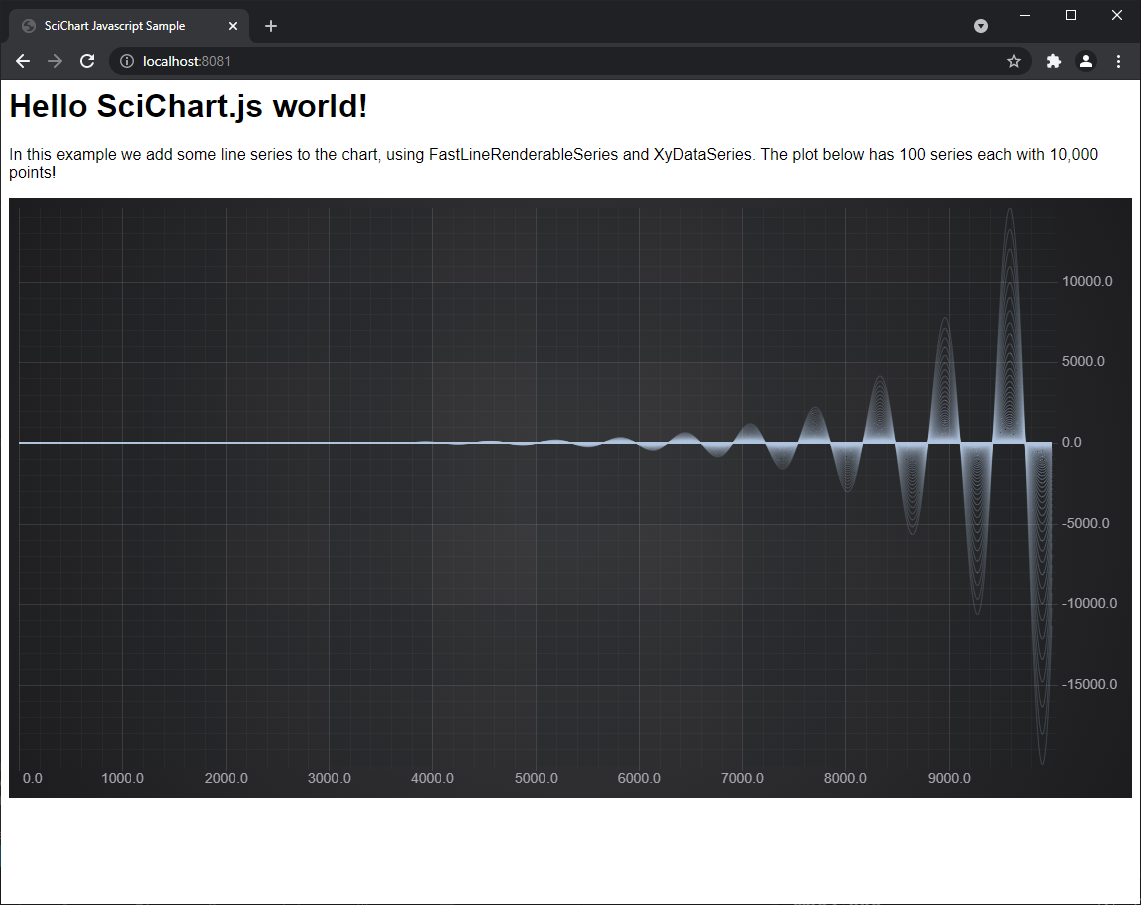 SciChart Javascript Sample
localhost:8081
Hello SciChart.js world!
In this example we add some line series to the chart, using FastLineRenderableSeries and XyDataSeries. The plot below has 100 series each with 10,000
points!
10000.0
5000.0
0.0
-5000.0
-10000.0
-15000.0
0.0 1000.0 2000.0 3000.0 4000.0 5000.0 6000.0 7000.0 8000.0 9000.0